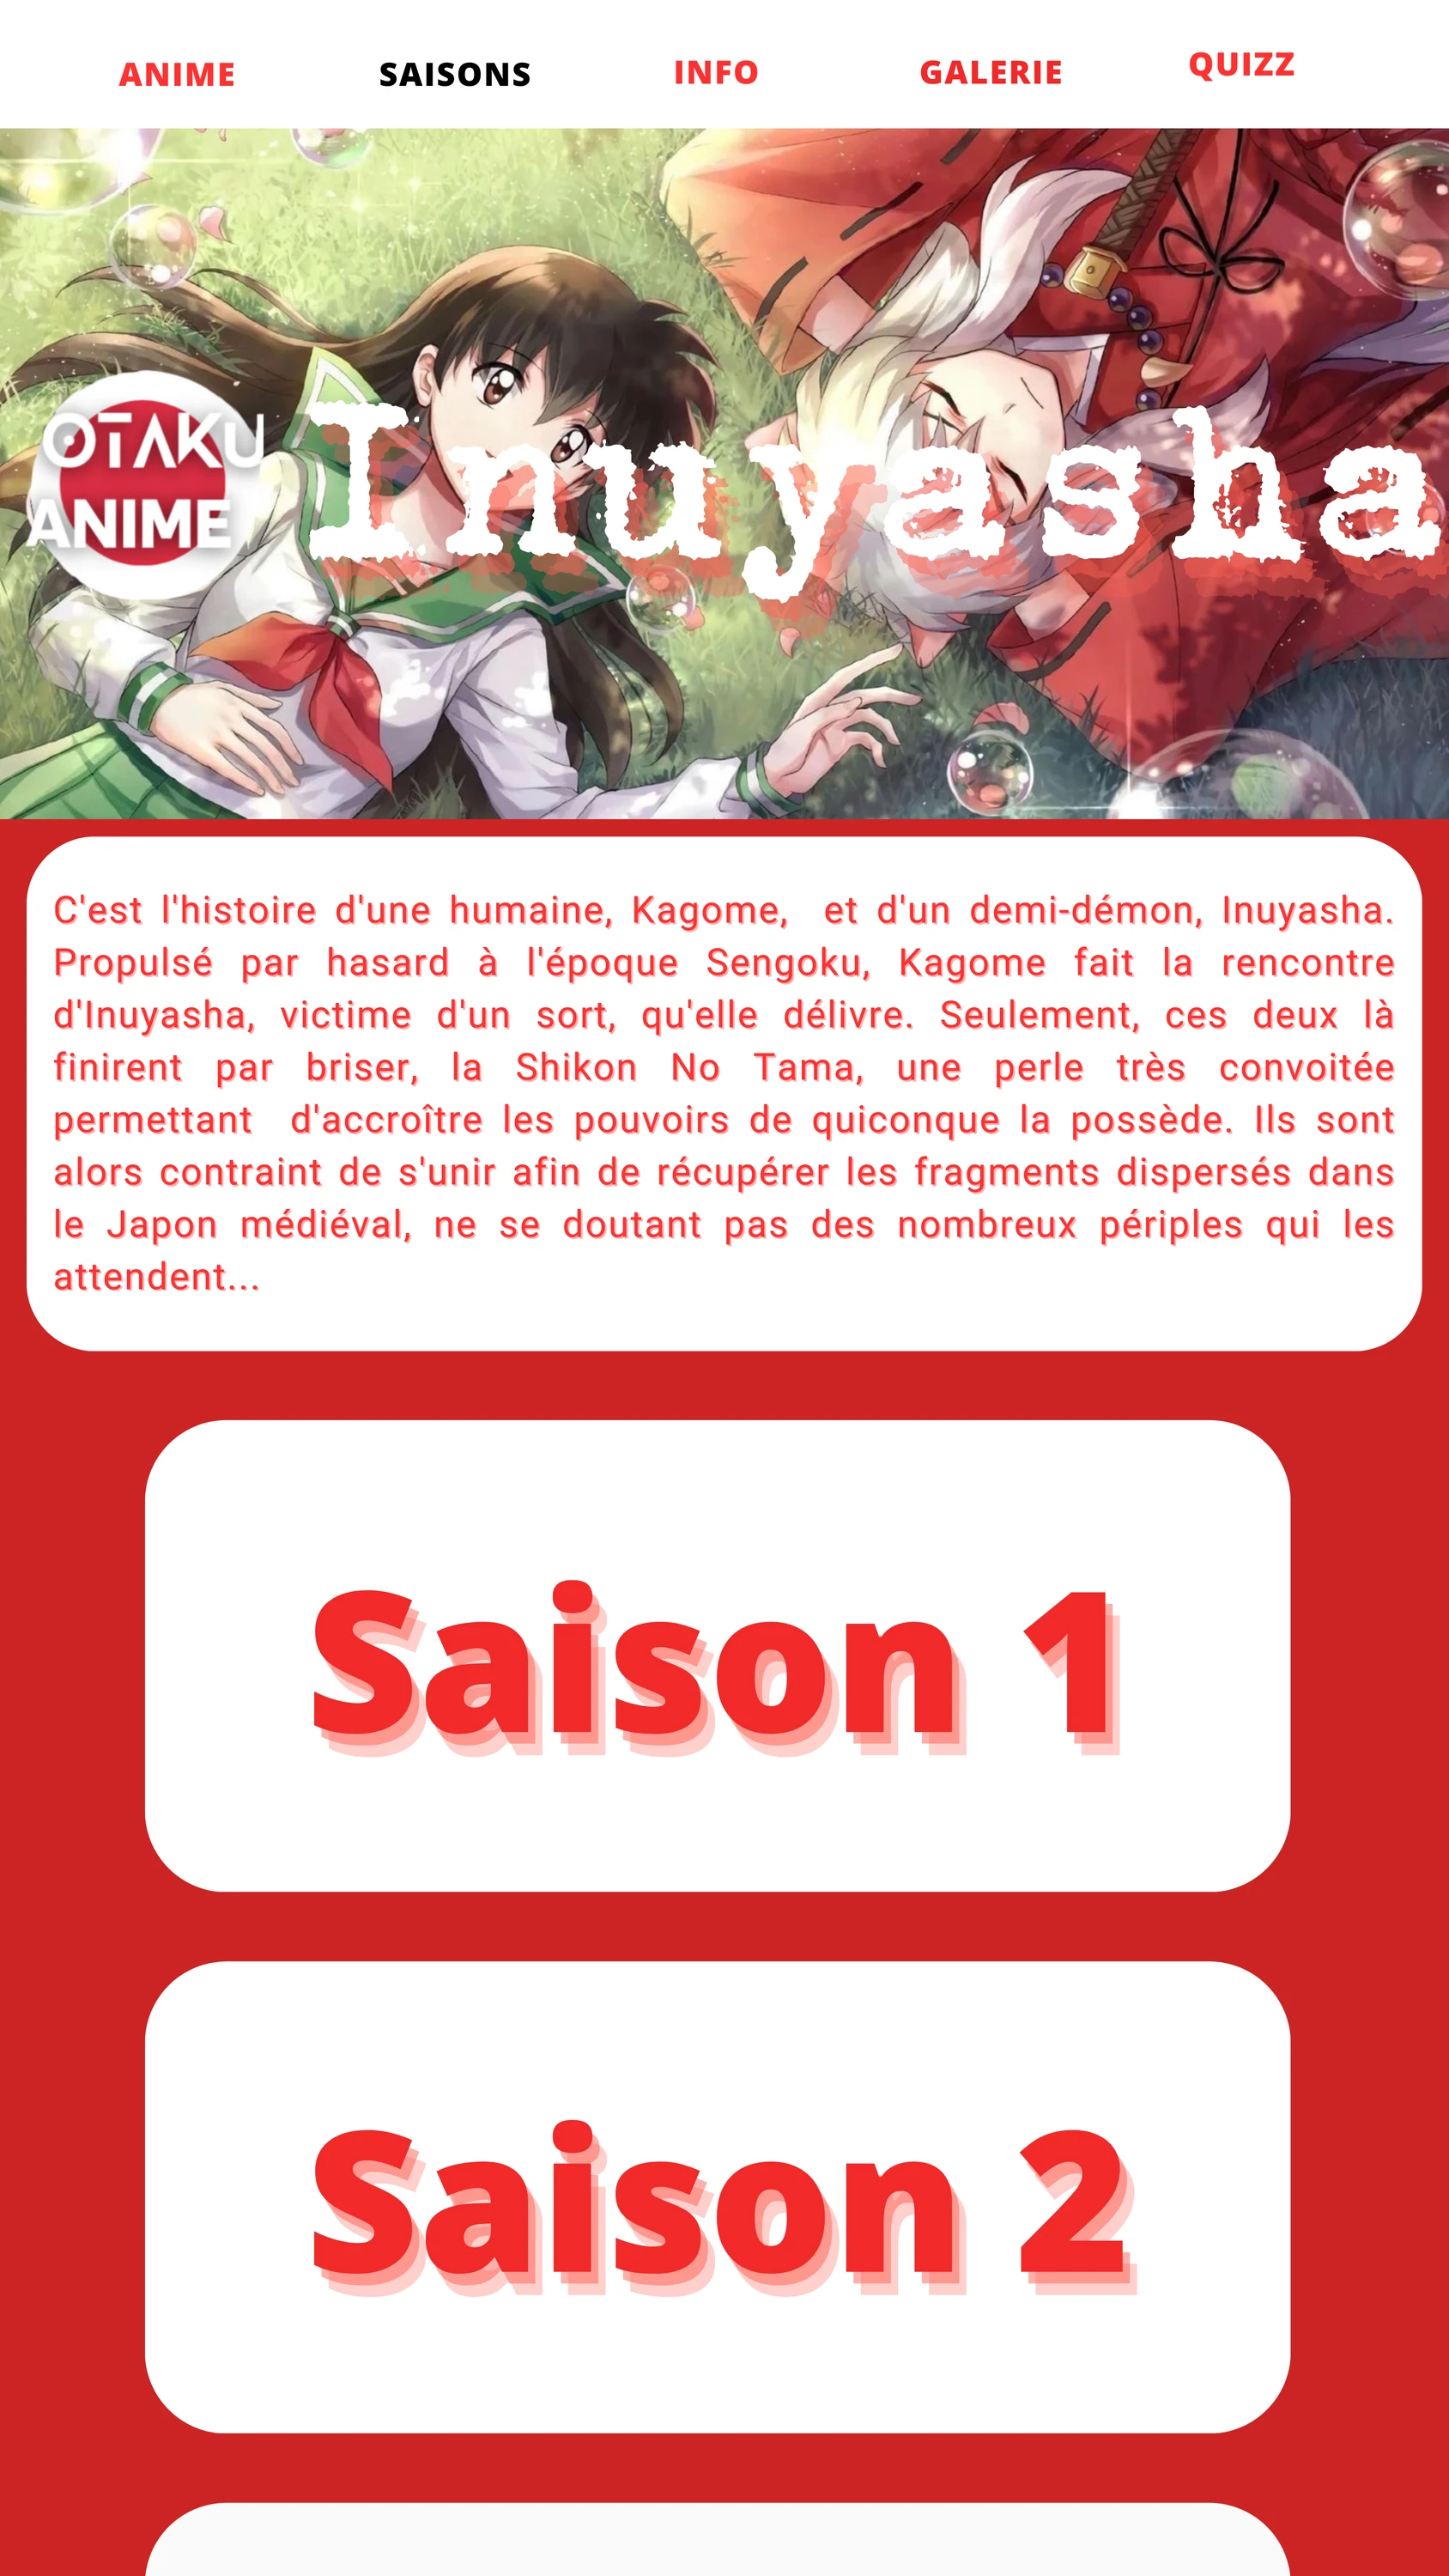 ANIME SAISONS INFO GALERIE QUIZZ
OTAKU
ANIME
Inuyasha
C'est l'histoire d'une humaine, Kagome, et d'un demi-démon, Inuyasha.
Propulsé par hasard à l'époque Sengoku, Kagome fait la rencontre
d'Inuyasha, victime d'un sort, qu'elle délivre. Seulement, ces deux là
finirent par briser, la Shikon No Tama, une perle très convoitée
permettant d'accroître les pouvoirs de quiconque la possède. Ils sont
alors contraint de s'unir afin de récupérer les fragments dispersés dans
le Japon médiéval, ne se doutant pas des nombreux périples qui les
attendent...
Saison 1
Saison 2